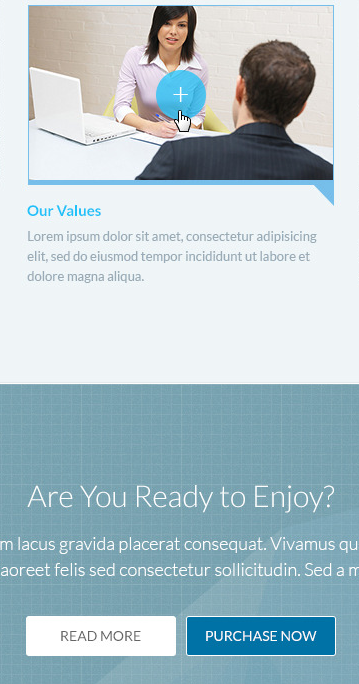 Our Values
Lorem ipsum dolor sit amet, consectetur adipisicing
elit, sed do eiusmod tempor incididunt ut labore et
dolore magna aliqua.
Are You Ready to Enjoy?
m lacus gravida placerat consequat. Vivamus qu
aoreet felis sed consectetur sollicitudin. Sed a m
READ MORE
PURCHASE NOW